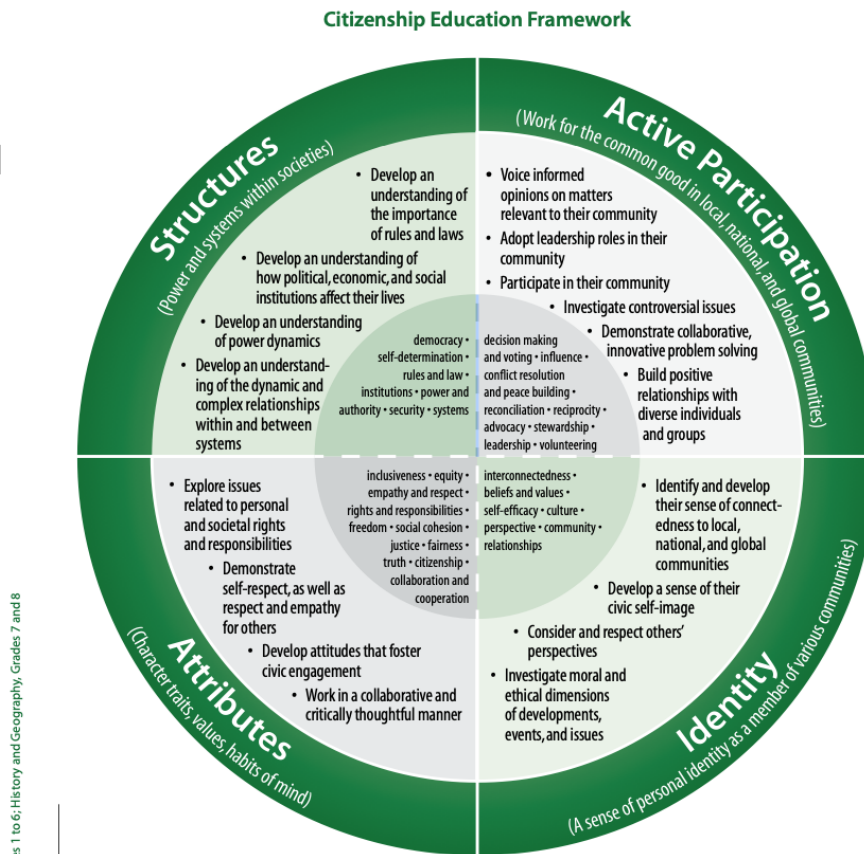 Citizenship Education Framework
Structures
(Power and systems within societies)
• Develop an
understanding of
the importance
of rules and laws
• Develop an understanding of
how political, economic, and social
institutions affect their lives
• Develop an understanding
of power dynamics
• Develop an understand-
ing of the dynamic and
complex relationships
within and between
systems
democracy •
self-determination •
rules and law •
institutions • power and
authority • security • systems
Active Participation
(Work for the common good in local, national, and global communities)
• Voice informed
opinions on matters
relevant to their community
• Adopt leadership roles in their
community
• Participate in their community
• Investigate controversial issues
• Demonstrate collaborative,
innovative problem solving
• Build positive
relationships with
diverse individuals
and groups
decision making
and voting • influence •
conflict resolution
and peace building •
reconciliation • reciprocity •
advocacy • stewardship •
leadership • volunteering
Attributes
(Character traits, values, habits of mind)
• Explore issues
related to personal
and societal rights
and responsibilities
• Demonstrate
self-respect, as well as
respect and empathy
for others
• Develop attitudes that foster
civic engagement
• Work in a collaborative and
critically thoughtful manner
inclusiveness • equity •
empathy and respect •
rights and responsibilities •
freedom • social cohesion •
justice • fairness •
truth • citizenship •
collaboration and
cooperation
Identity
(A sense of personal identity as a member of various communities)
• Identify and develop
their sense of connect-
edness to local,
national, and global
communities
• Develop a sense of their
civic self-image
• Consider and respect others'
perspectives
• Investigate moral and
ethical dimensions
of developments,
events, and issues
interconnectedness •
beliefs and values •
self-efficacy • culture •
perspective • community •
relationships
1 to 6; History and Geography, Grades 7 and 8